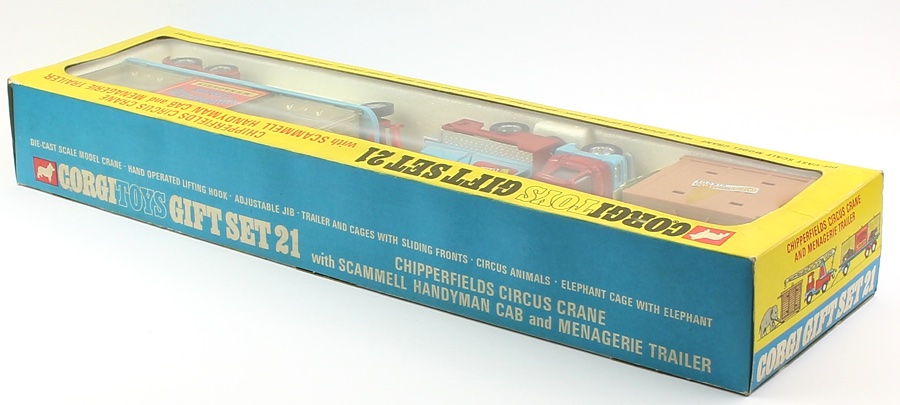 CHIPPERFIELDS CIRCUS CRANE
with SCAMMELL HANDYMAN CAB and MENAGERIE TRAILER
CORGI TOYS
GIFT SET 21
DIE-CAST SCALE MODEL CRANE · HAND OPERATED LIFTING HOOK · ADJUSTABLE JIB · TRAILER AND CAGES WITH SLIDING FRONTS · CIRCUS ANIMALS · ELEPHANT CAGE WITH ELEPHANT
CORGI TOYS GIFT SET 21
CHIPPERFIELDS CIRCUS CRANE
with SCAMMELL HANDYMAN CAB and MENAGERIE TRAILER
CHIPPERFIELDS CIRCUS CRANE
AND MENAGERIE TRAILER
CORGI GIFT SET 21